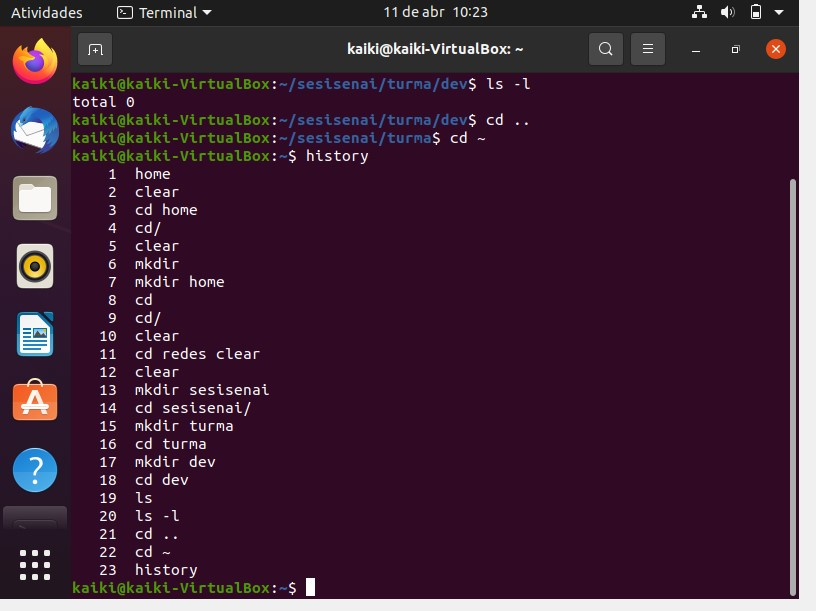 Atividades
Terminal
11 de abr 10:23
kaiki@kaiki-VirtualBox: ~
kaiki@kaiki-VirtualBox:~/sesisenai/turma/dev$ ls -l
total 0
kaiki@kaiki-VirtualBox:~/sesisenai/turma/dev$ cd ..
kaiki@kaiki-VirtualBox:~/sesisenai/turma$ cd ~
kaiki@kaiki-VirtualBox:~$ history
1 home
2 clear
3 cd home
4 cd/
5 clear
6 mkdir
7 mkdir home
8 cd
9 cd/
10 clear
11 cd redes clear
12 clear
13 mkdir sesisenai
14 cd sesisenai/
15 mkdir turma
16 cd turma
17 mkdir dev
18 cd dev
19 ls
20 ls -l
21 cd ..
22 cd ~
23 history
kaiki@kaiki-VirtualBox:~$